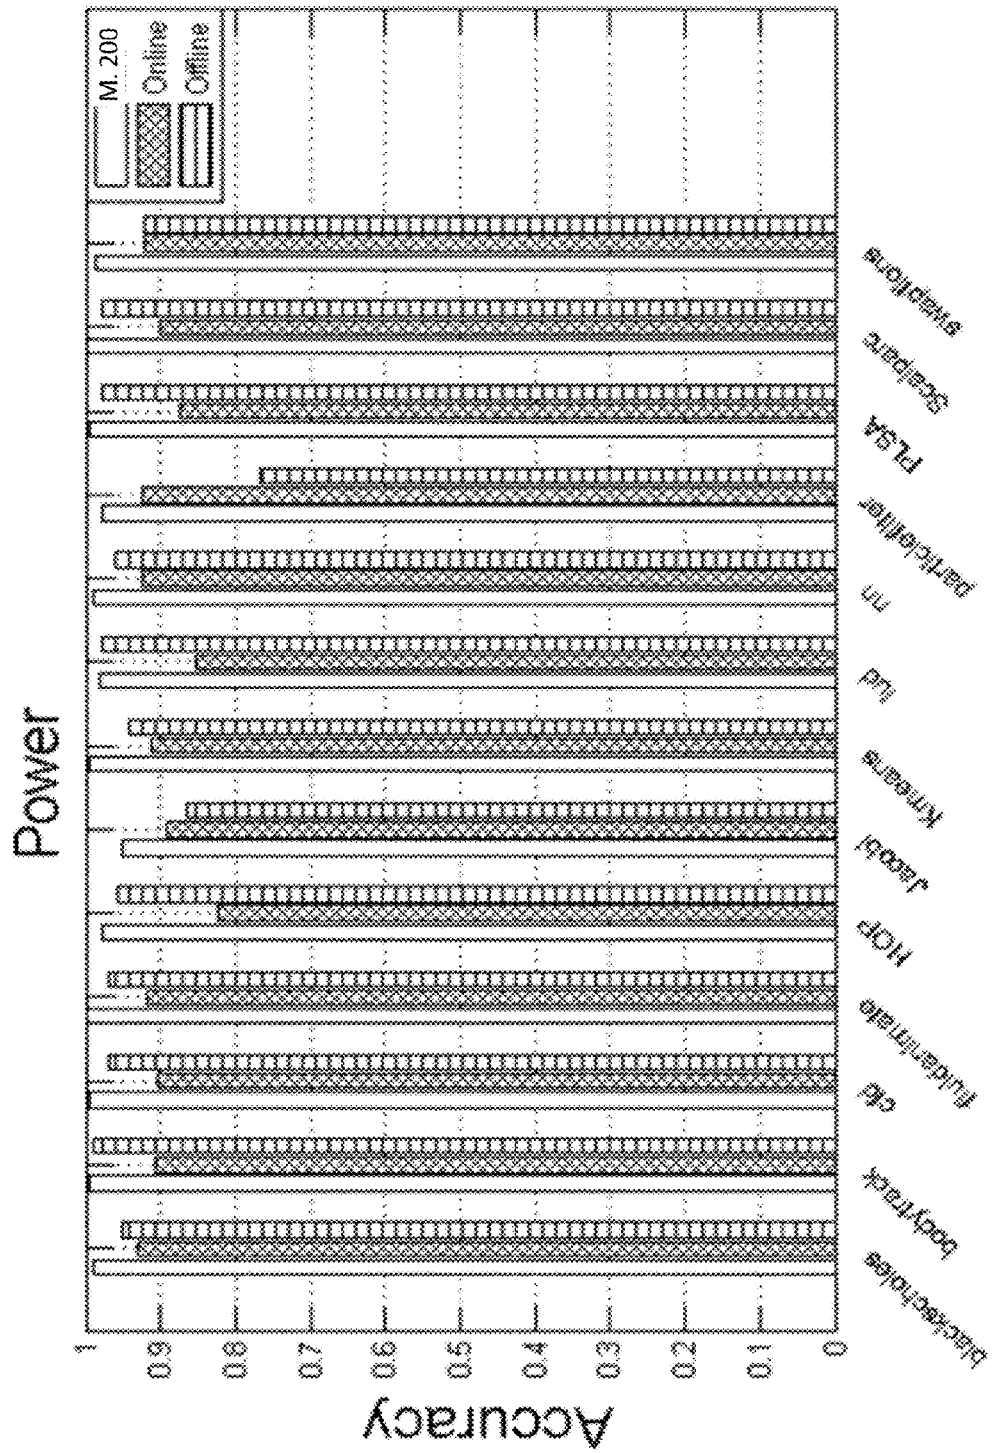 Power
M. 200
Online
Offline
Accuracy
1
0.9
0.8
0.7
0.6
0.5
0.4
0.3
0.2
0.1
0
blackscholes
bodytrack
cfd
fluidanimate
HOP
Jacobi
Kmeans
lud
nn
particlefilter
PLSA
Scalparc
swaptions